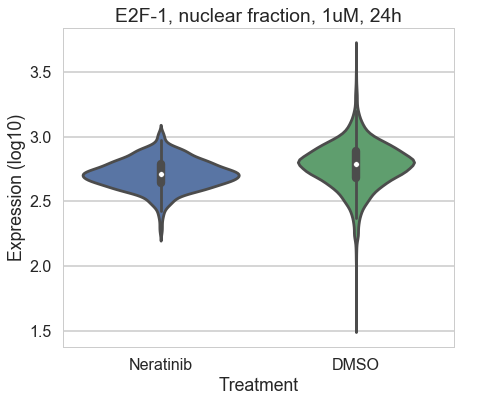 E2F-1, nuclear fraction, 1uM, 24h
Expression (log10)
3.5
3.0
2.5
2.0
1.5
Neratinib DMSO
Treatment